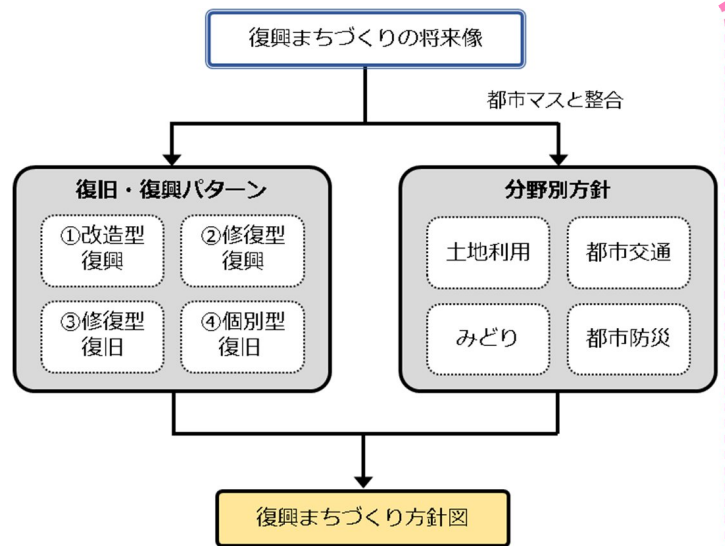 復興まちづくりの将来像
都市マスと整合
復旧・復興パターン
①改造型
復興
②修復型
復興
③修復型
復旧
④個別型
復旧
分野別方針
土地利用
都市交通
みどり
都市防災
復興まちづくり方針図